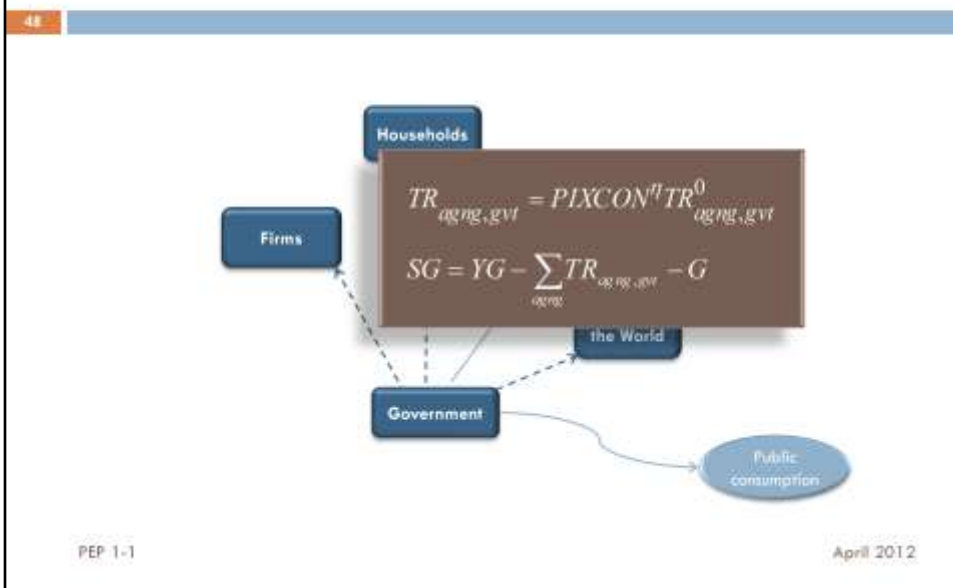 48
Households
TR_{agng,gvt} = PIXCON^η TR^0_{agng,gvt}
Firms
SG = YG − ∑_{agng} TR_{agng,gvt} − G
the World
Government
Public
consumption
PEP 1-1
April 2012